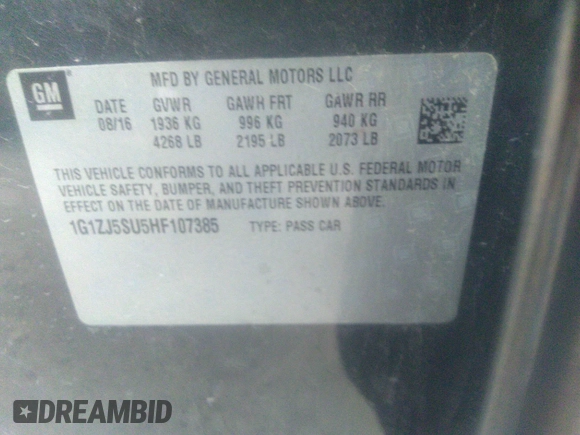 GM
MFD BY GENERAL MOTORS LLC
DATE GVWR GAWR FRT GAWR RR
08/16 1936 KG 996 KG 940 KG
4268 LB 2195 LB 2073 LB
THIS VEHICLE CONFORMS TO ALL APPLICABLE U.S. FEDERAL MOTOR
VEHICLE SAFETY, BUMPER, AND THEFT PREVENTION STANDARDS IN
EFFECT ON THE DATE OF MANUFACTURE SHOWN ABOVE.
1G1ZJ5SU5HF107385 TYPE: PASS CAR
DREAMBID